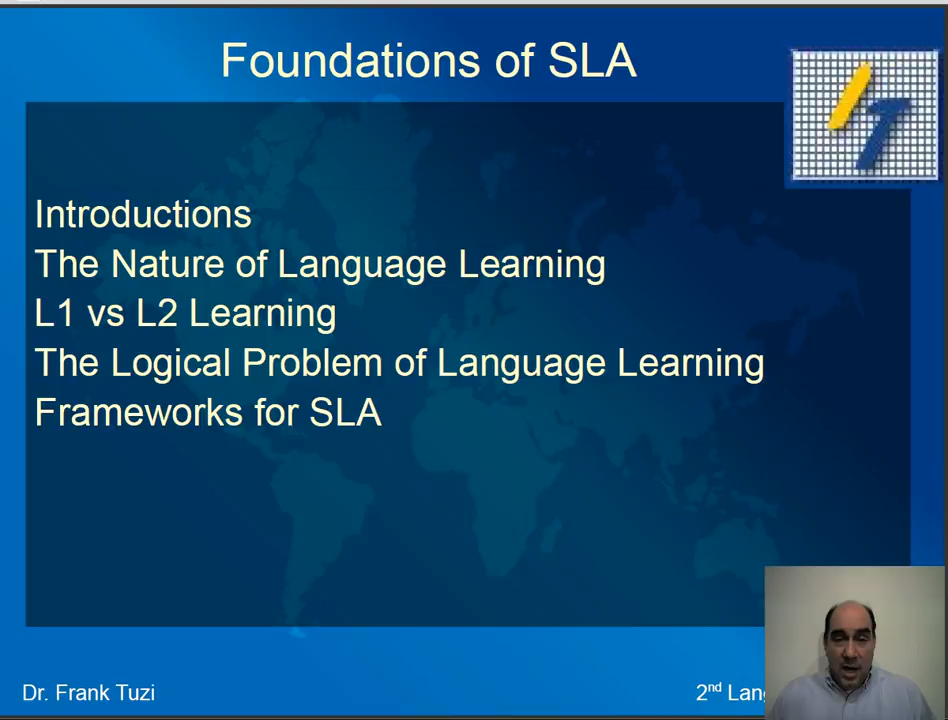 Foundations of SLA
Introductions
The Nature of Language Learning
L1 vs L2 Learning
The Logical Problem of Language Learning
Frameworks for SLA
Dr. Frank Tuzi
2nd